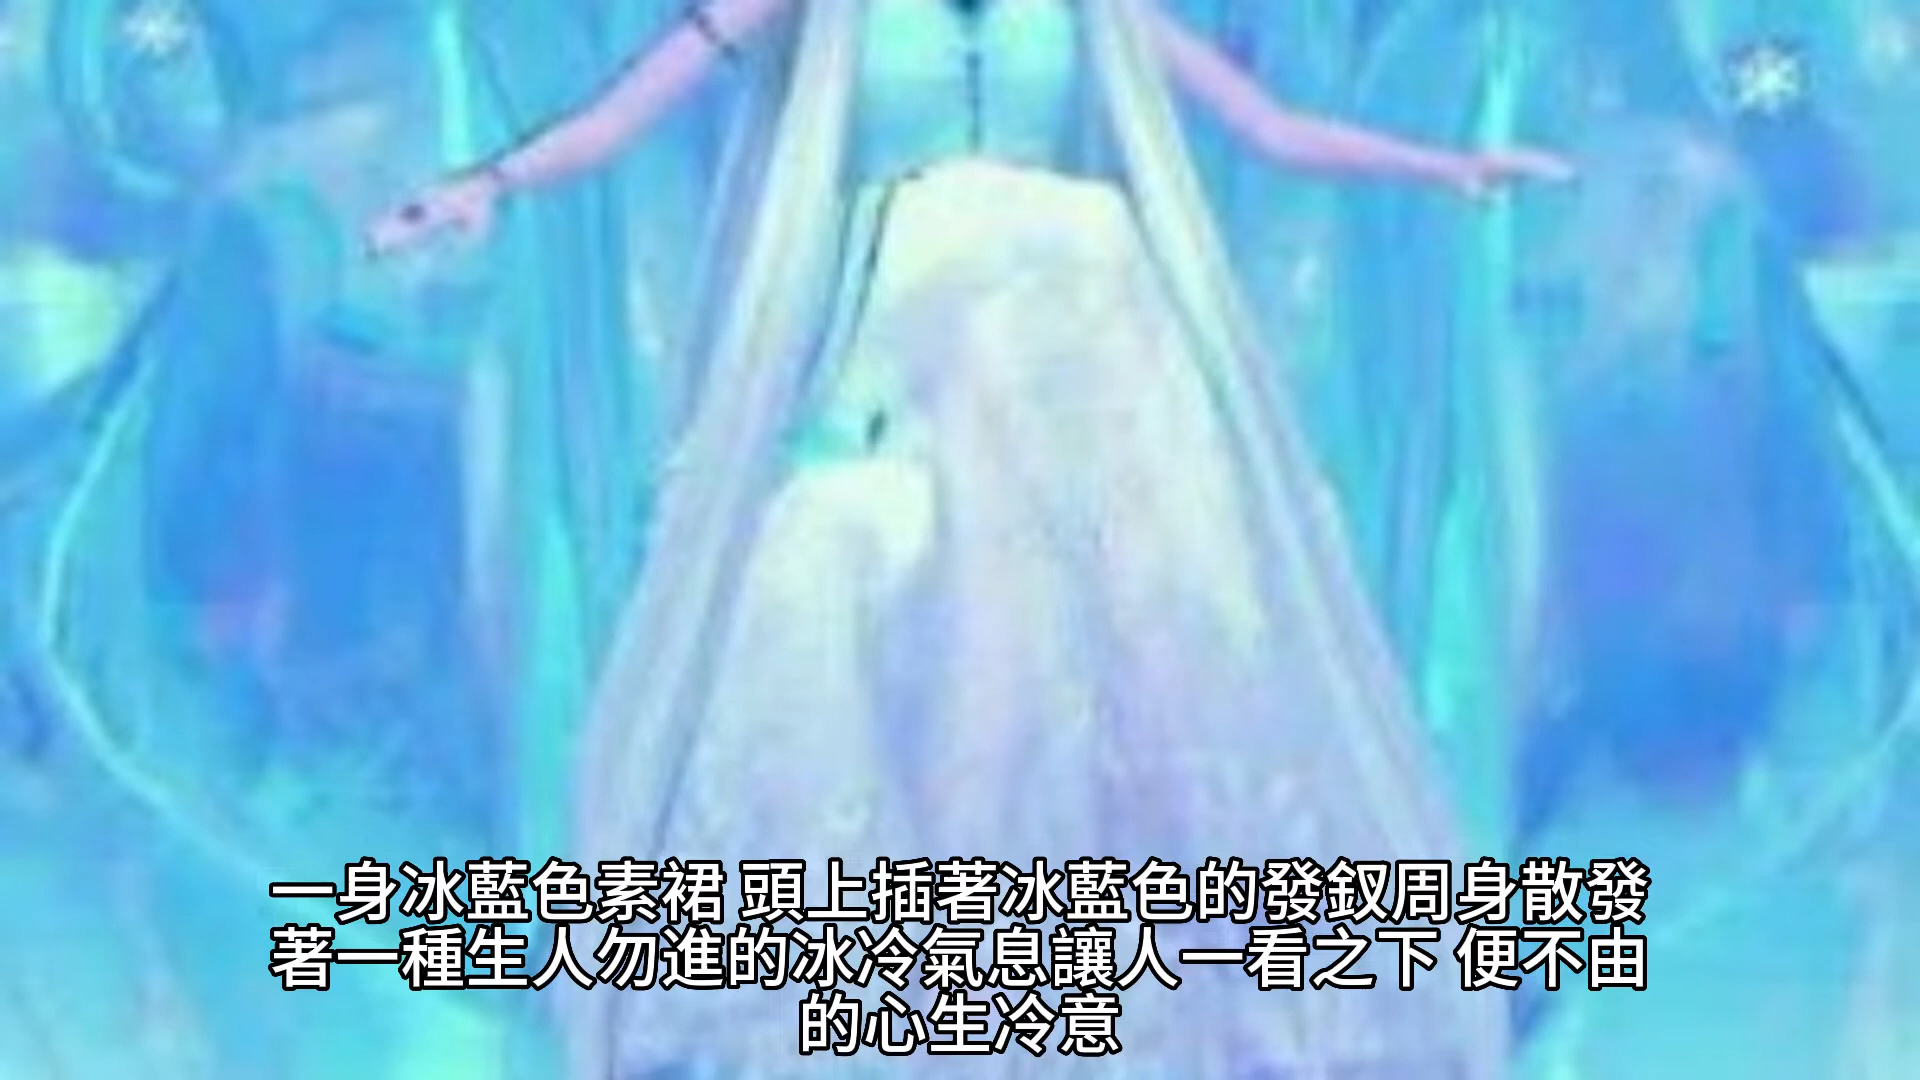 一身冰藍色素裙 頭上插著冰藍色的發釵周身散發
著一種生人勿進的冰冷氣息讓人一看之下 便不由
的心生冷意